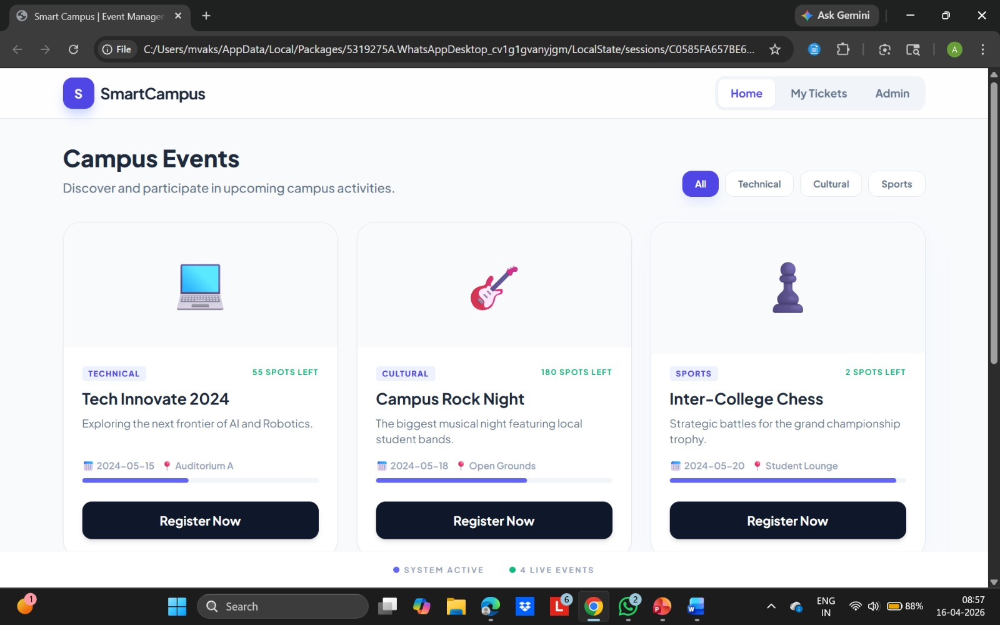 Smart Campus | Event Manager
Ask Gemini
File
C:/Users/mvaks/AppData/Local/Packages/5319275A.WhatsAppDesktop_cv1g1gvanyjgm/LocalState/sessions/C0585FA657BE6...
A
S
SmartCampus
Home
My Tickets
Admin
Campus Events
Discover and participate in upcoming campus activities.
All
Technical
Cultural
Sports
TECHNICAL
55 SPOTS LEFT
Tech Innovate 2024
Exploring the next frontier of AI and Robotics.
2024-05-15
Auditorium A
Register Now
CULTURAL
180 SPOTS LEFT
Campus Rock Night
The biggest musical night featuring local
student bands.
2024-05-18
Open Grounds
Register Now
SPORTS
2 SPOTS LEFT
Inter-College Chess
Strategic battles for the grand championship
trophy.
2024-05-20
Student Lounge
Register Now
SYSTEM ACTIVE
4 LIVE EVENTS
1
Search
L
6
2
P
W
ENG
IN
88%
08:57
16-04-2026